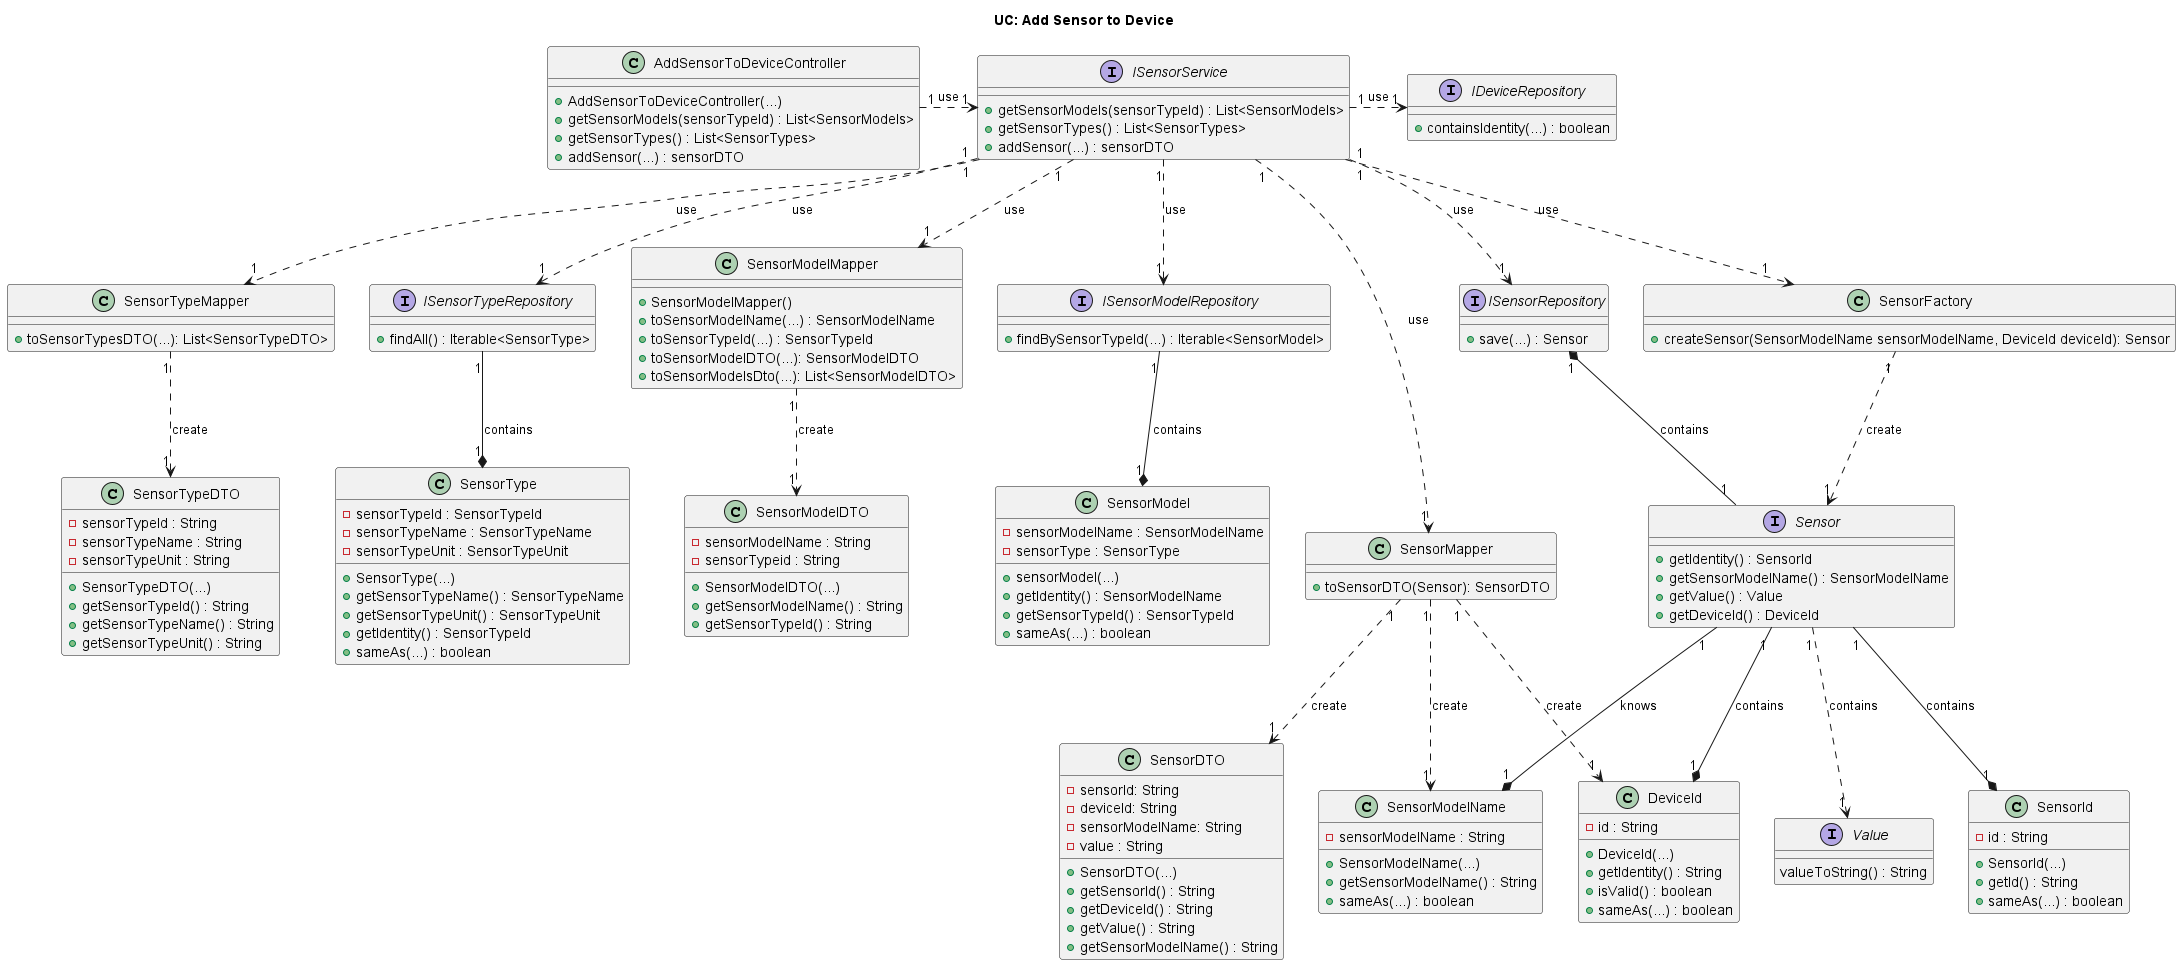 UC: Add Sensor to Device
C AddSensorToDeviceController
AddSensorToDeviceController(...)
getSensorModels(sensorTypeId) : List<SensorModels>
getSensorTypes() : List<SensorTypes>
addSensor(...) : sensorDTO
1 use 1
I ISensorService
getSensorModels(sensorTypeId) : List<SensorModels>
getSensorTypes() : List<SensorTypes>
addSensor(...) : sensorDTO
1 use 1
I IDeviceRepository
containsIdentity(...) : boolean
1
1
1
1
1
1
1
use
use
use
use
use
use
use
1
1
1
1
1
1
1
C SensorTypeMapper
toSensorTypesDTO(...): List<SensorTypeDTO>
I ISensorTypeRepository
findAll() : Iterable<SensorType>
C SensorModelMapper
SensorModelMapper()
toSensorModelName(...) : SensorModelName
toSensorTypeId(...) : SensorTypeId
toSensorModelDTO(...): SensorModelDTO
toSensorModelsDto(...): List<SensorModelDTO>
I ISensorModelRepository
findBySensorTypeId(...) : Iterable<SensorModel>
I ISensorRepository
save(...) : Sensor
C SensorFactory
createSensor(SensorModelName sensorModelName, DeviceId deviceId): Sensor
1
create
1
1
contains
1
1
create
1
1
contains
1
1
contains
1
1
create
1
C SensorTypeDTO
sensorTypeId : String
sensorTypeName : String
sensorTypeUnit : String
SensorTypeDTO(...)
getSensorTypeId() : String
getSensorTypeName() : String
getSensorTypeUnit() : String
C SensorType
sensorTypeId : SensorTypeId
sensorTypeName : SensorTypeName
sensorTypeUnit : SensorTypeUnit
SensorType(...)
getSensorTypeName() : SensorTypeName
getSensorTypeUnit() : SensorTypeUnit
getIdentity() : SensorTypeId
sameAs(...) : boolean
C SensorModelDTO
sensorModelName : String
sensorTypeid : String
SensorModelDTO(...)
getSensorModelName() : String
getSensorTypeId() : String
C SensorModel
sensorModelName : SensorModelName
sensorType : SensorType
sensorModel(...)
getIdentity() : SensorModelName
getSensorTypeId() : SensorTypeId
sameAs(...) : boolean
C SensorMapper
toSensorDTO(Sensor): SensorDTO
I Sensor
getIdentity() : SensorId
getSensorModelName() : SensorModelName
getValue() : Value
getDeviceId() : DeviceId
1
create
1
1
create
1
1
create
1
1
knows
1
1
contains
1
1
contains
1
1
contains
1
C SensorDTO
sensorId: String
deviceId: String
sensorModelName: String
value : String
SensorDTO(...)
getSensorId() : String
getDeviceId() : String
getValue() : String
getSensorModelName() : String
C SensorModelName
sensorModelName : String
SensorModelName(...)
getSensorModelName() : String
sameAs(...) : boolean
C DeviceId
id : String
DeviceId(...)
getIdentity() : String
isValid() : boolean
sameAs(...) : boolean
I Value
valueToString() : String
C SensorId
id : String
SensorId(...)
getId() : String
sameAs(...) : boolean